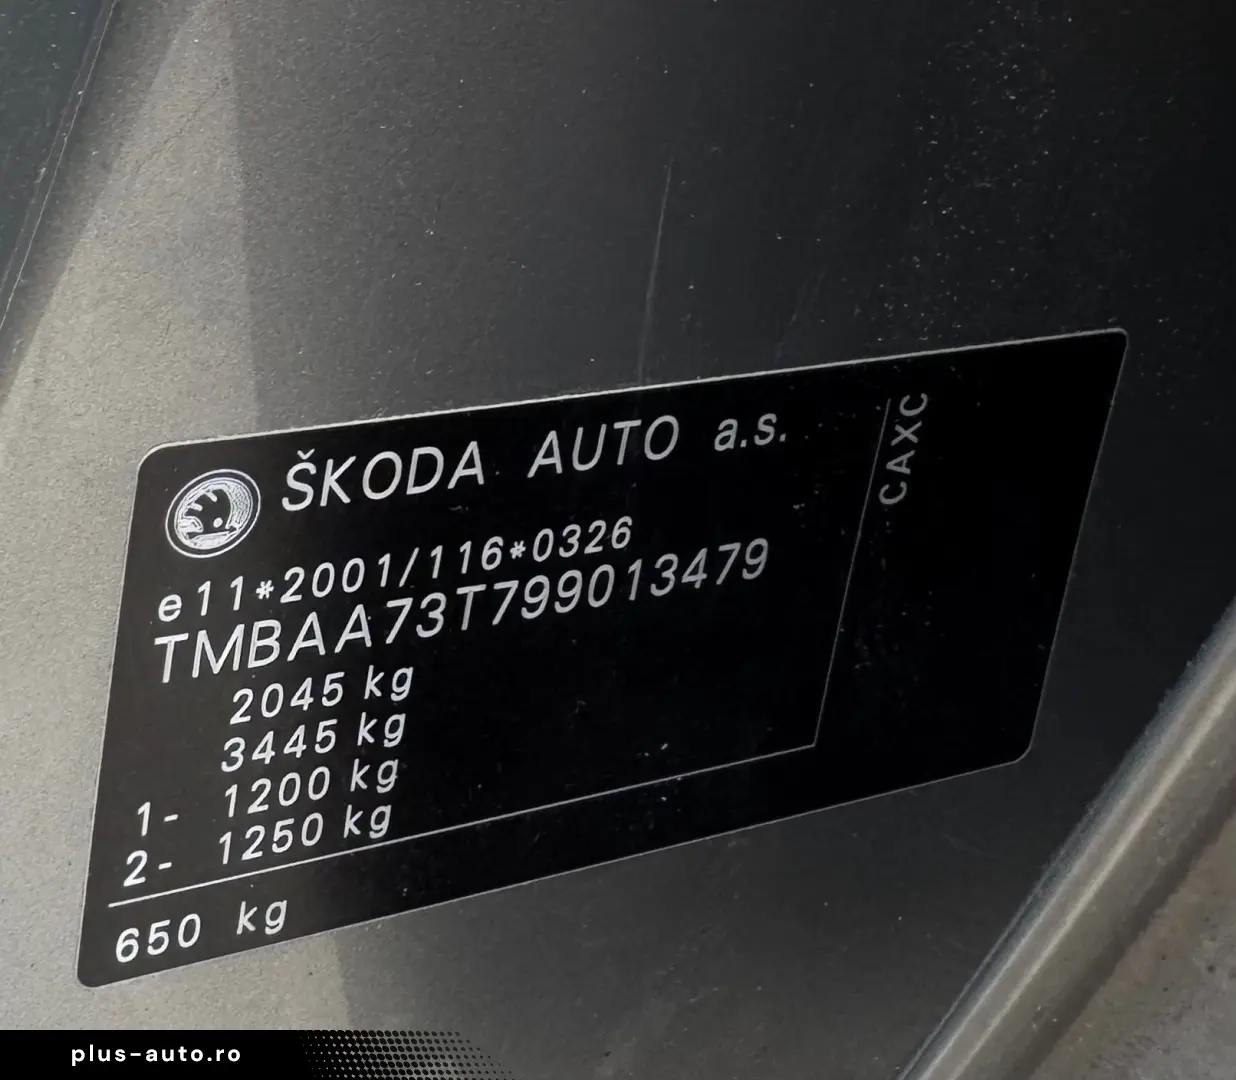 ŠKODA AUTO a.s.
e11*2001/116*0326
TMBAA73T799013479
2045 kg
3445 kg
1- 1200 kg
2- 1250 kg
650 kg
CAXC
plus-auto.ro